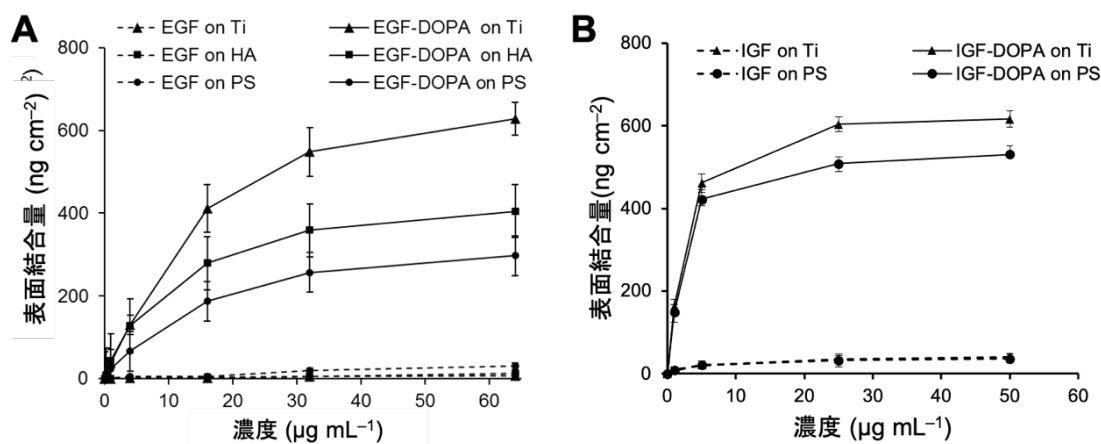 A
EGF on Ti
EGF-DOPA on Ti
EGF on HA
EGF-DOPA on HA
EGF on PS
EGF-DOPA on PS
800
600
400
200
0
表面結合量 (ng cm⁻²)
²)
0 10 20 30 40 50 60
濃度 (μg mL⁻¹)
B
IGF on Ti
IGF-DOPA on Ti
IGF on PS
IGF-DOPA on PS
800
600
400
200
0
表面結合量(ng cm⁻²)
0 10 20 30 40 50 60
濃度 (μg mL⁻¹)